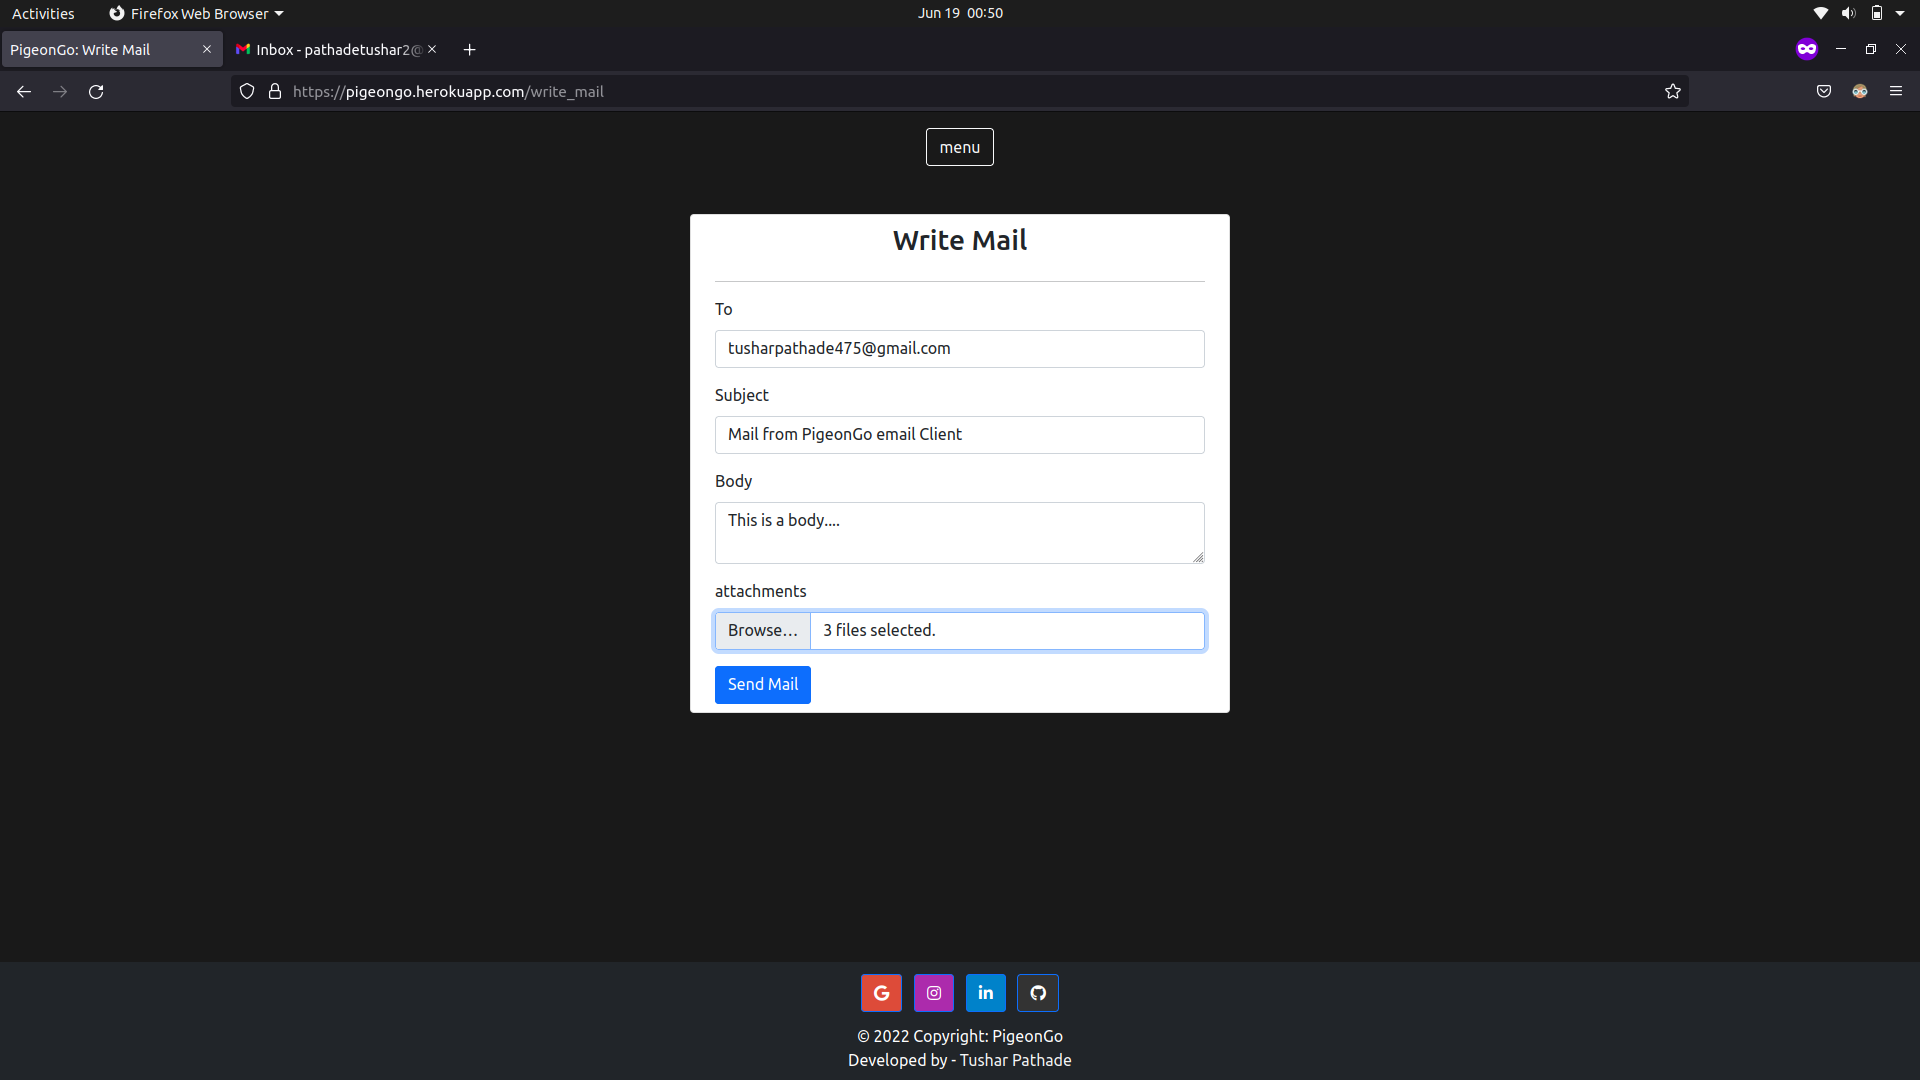 Activities Firefox Web Browser Jun 19 00:50
PigeonGo: Write Mail Inbox - pathadetushar2@
https://pigeongo.herokuapp.com/write_mail
menu
Write Mail
To
tusharpathade475@gmail.com
Subject
Mail from PigeonGo email Client
Body
This is a body....
attachments
Browse... 3 files selected.
Send Mail
© 2022 Copyright: PigeonGo
Developed by - Tushar Pathade